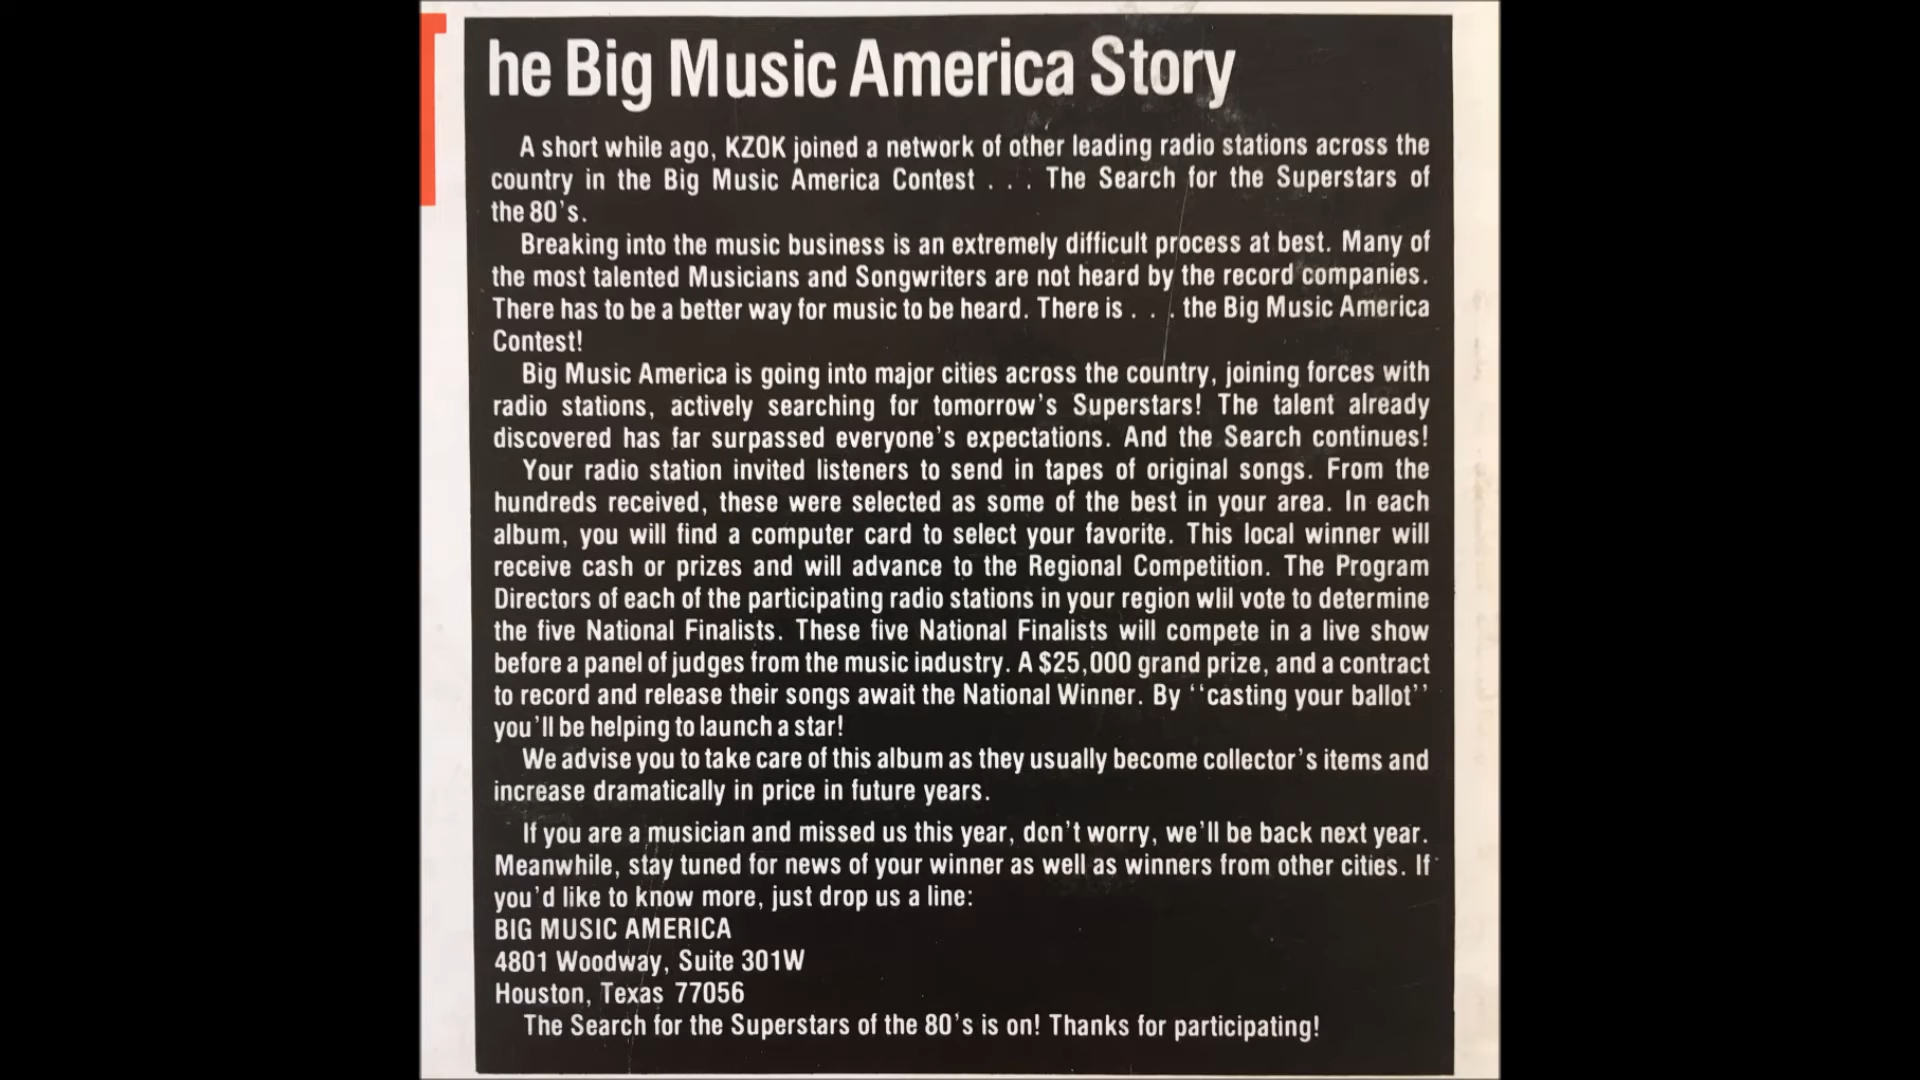 he Big Music America Story
A short while ago, KZOK joined a network of other leading radio stations across the
country in the Big Music America Contest . . . The Search for the Superstars of
the 80's.
Breaking into the music business is an extremely difficult process at best. Many of
the most talented Musicians and Songwriters are not heard by the record companies.
There has to be a better way for music to be heard. There is . . . the Big Music America
Contest!
Big Music America is going into major cities across the country, joining forces with
radio stations, actively searching for tomorrow's Superstars! The talent already
discovered has far surpassed everyone's expectations. And the Search continues!
Your radio station invited listeners to send in tapes of original songs. From the
hundreds received, these were selected as some of the best in your area. In each
album, you will find a computer card to select your favorite. This local winner will
receive cash or prizes and will advance to the Regional Competition. The Program
Directors of each of the participating radio stations in your region wlil vote to determine
the five National Finalists. These five National Finalists will compete in a live show
before a panel of judges from the music industry. A $25,000 grand prize, and a contract
to record and release their songs await the National Winner. By ''casting your ballot''
you'll be helping to launch a star!
We advise you to take care of this album as they usually become collector's items and
increase dramatically in price in future years.
If you are a musician and missed us this year, don't worry, we'll be back next year.
Meanwhile, stay tuned for news of your winner as well as winners from other cities. If
you'd like to know more, just drop us a line:
BIG MUSIC AMERICA
4801 Woodway, Suite 301W
Houston, Texas 77056
The Search for the Superstars of the 80's is on! Thanks for participating!